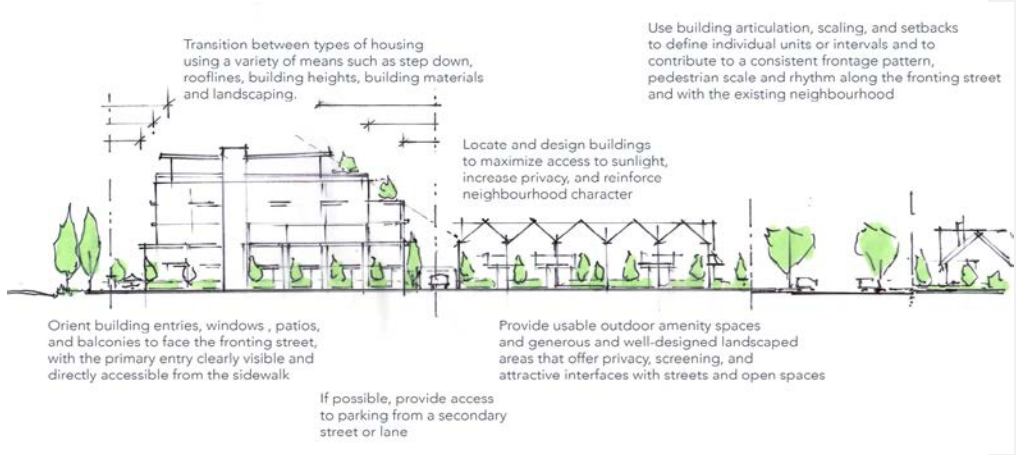 Transition between types of housing
using a variety of means such as step down,
rooflines, building heights, building materials
and landscaping.
Use building articulation, scaling, and setbacks
to define individual units or intervals and to
contribute to a consistent frontage pattern,
pedestrian scale and rhythm along the fronting street
and with the existing neighbourhood
Locate and design buildings
to maximize access to sunlight,
increase privacy, and reinforce
neighbourhood character
Orient building entries, windows , patios,
and balconies to face the fronting street,
with the primary entry clearly visible and
directly accessible from the sidewalk
Provide usable outdoor amenity spaces
and generous and well-designed landscaped
areas that offer privacy, screening, and
attractive interfaces with streets and open spaces
If possible, provide access
to parking from a secondary
street or lane